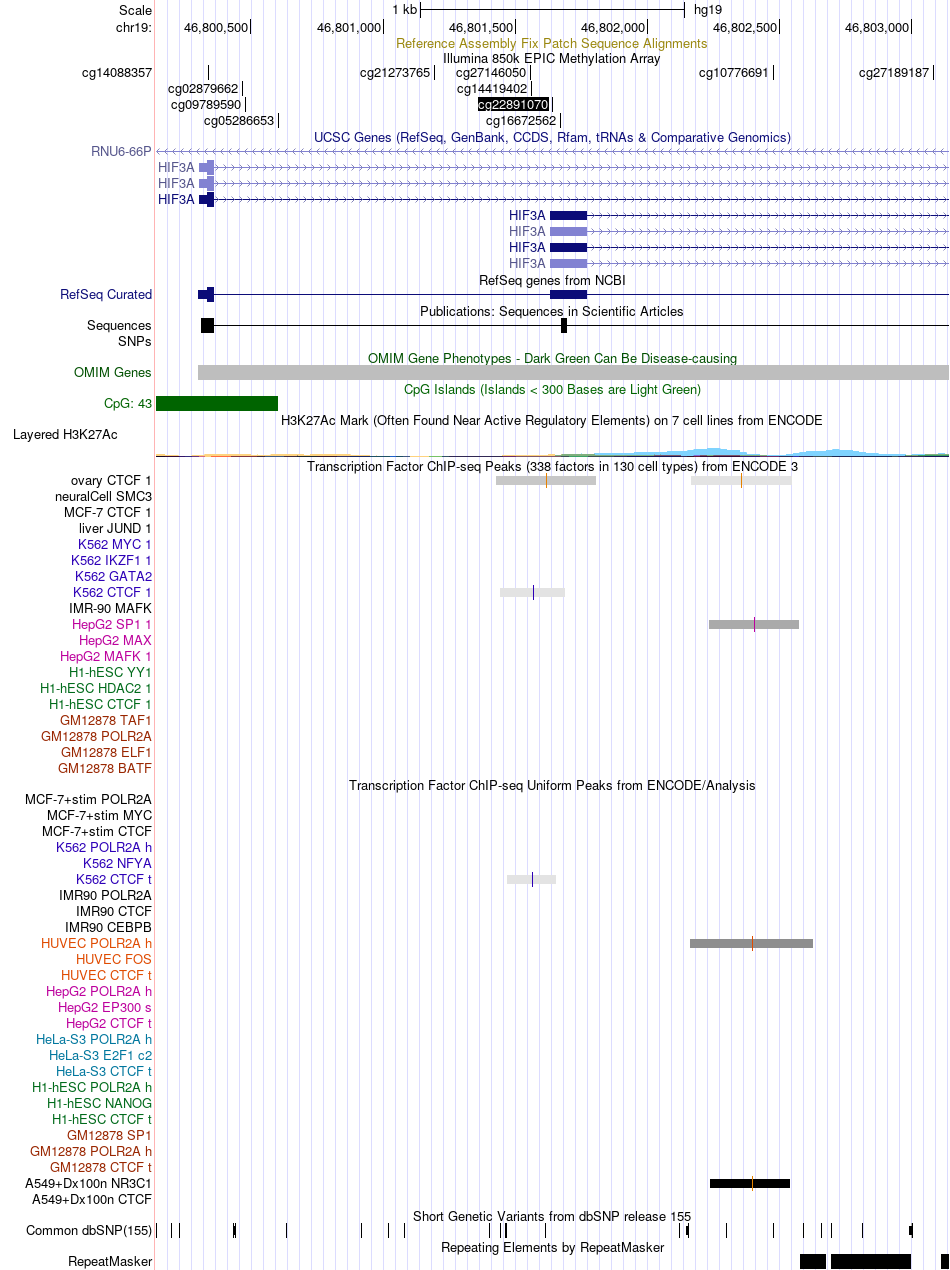 Scale 1 kb hg19
chr19: 46,800,500 46,801,000 46,801,500 46,802,000 46,802,500 46,803,000
Reference Assembly Fix Patch Sequence Alignments
Illumina 850k EPIC Methylation Array
cg14088357 cg21273765 cg27146050 cg10776691 cg27189187
cg02879662 cg14419402
cg09789590 cg22891070
cg05286653 cg16672562
UCSC Genes (RefSeq, GenBank, CCDS, Rfam, tRNAs & Comparative Genomics)
RNU6-66P
HIF3A
HIF3A
HIF3A
HIF3A
HIF3A
HIF3A
HIF3A
RefSeq genes from NCBI
RefSeq Curated
Publications: Sequences in Scientific Articles
Sequences
SNPs
OMIM Gene Phenotypes - Dark Green Can Be Disease-causing
OMIM Genes
CpG Islands (Islands < 300 Bases are Light Green)
CpG: 43
H3K27Ac Mark (Often Found Near Active Regulatory Elements) on 7 cell lines from ENCODE
Layered H3K27Ac
Transcription Factor ChIP-seq Peaks (338 factors in 130 cell types) from ENCODE 3
ovary CTCF 1
neuralCell SMC3
MCF-7 CTCF 1
liver JUND 1
K562 MYC 1
K562 IKZF1 1
K562 GATA2
K562 CTCF 1
IMR-90 MAFK
HepG2 SP1 1
HepG2 MAX
HepG2 MAFK 1
H1-hESC YY1
H1-hESC HDAC2 1
H1-hESC CTCF 1
GM12878 TAF1
GM12878 POLR2A
GM12878 ELF1
GM12878 BATF
Transcription Factor ChIP-seq Uniform Peaks from ENCODE/Analysis
MCF-7+stim POLR2A
MCF-7+stim MYC
MCF-7+stim CTCF
K562 POLR2A h
K562 NFYA
K562 CTCF t
IMR90 POLR2A
IMR90 CTCF
IMR90 CEBPB
HUVEC POLR2A h
HUVEC FOS
HUVEC CTCF t
HepG2 POLR2A h
HepG2 EP300 s
HepG2 CTCF t
HeLa-S3 POLR2A h
HeLa-S3 E2F1 c2
HeLa-S3 CTCF t
H1-hESC POLR2A h
H1-hESC NANOG
H1-hESC CTCF t
GM12878 SP1
GM12878 POLR2A h
GM12878 CTCF t
A549+Dx100n NR3C1
A549+Dx100n CTCF
Short Genetic Variants from dbSNP release 155
Common dbSNP(155)
Repeating Elements by RepeatMasker
RepeatMasker